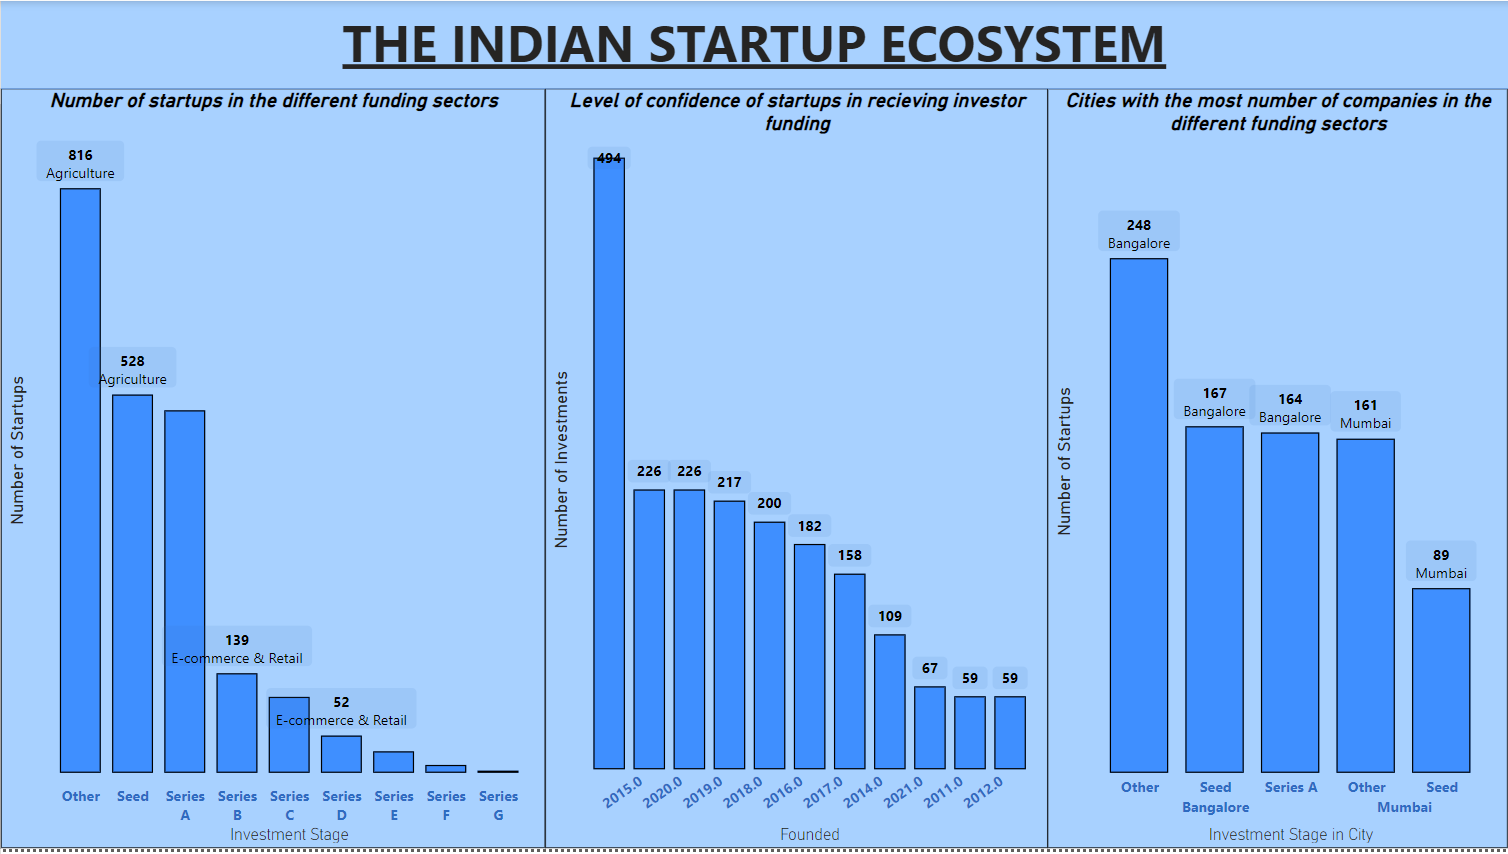 THE INDIAN STARTUP ECOSYSTEM
Number of startups in the different funding sectors
816
Agriculture
528
Agriculture
139
E-commerce & Retail
52
E-commerce & Retail
Number of Startups
Other
Seed
Series
A
Series
B
Series
C
Series
D
Series
E
Series
F
Series
G
Investment Stage
Level of confidence of startups in recieving investor
funding
494
226
226
217
200
182
158
109
67
59
59
Number of Investments
2015.0
2020.0
2019.0
2018.0
2016.0
2017.0
2014.0
2021.0
2011.0
2012.0
Founded
Cities with the most number of companies in the
different funding sectors
248
Bangalore
167
Bangalore
164
Bangalore
161
Mumbai
89
Mumbai
Number of Startups
Other
Seed
Series A
Other
Seed
Bangalore
Mumbai
Investment Stage in City